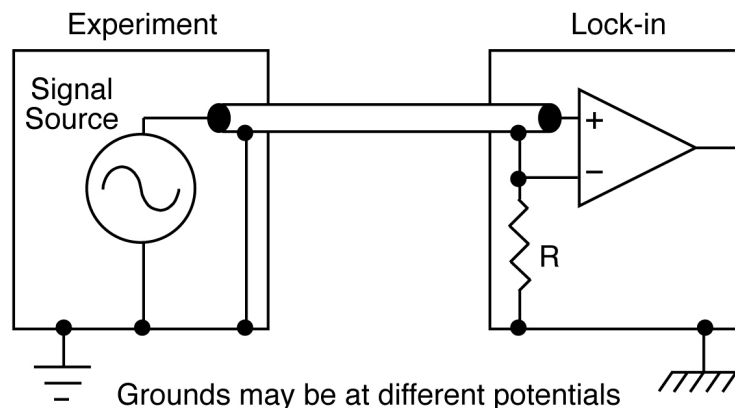 Experiment
Lock-in
Signal
Source
+
−
R
Grounds may be at different potentials